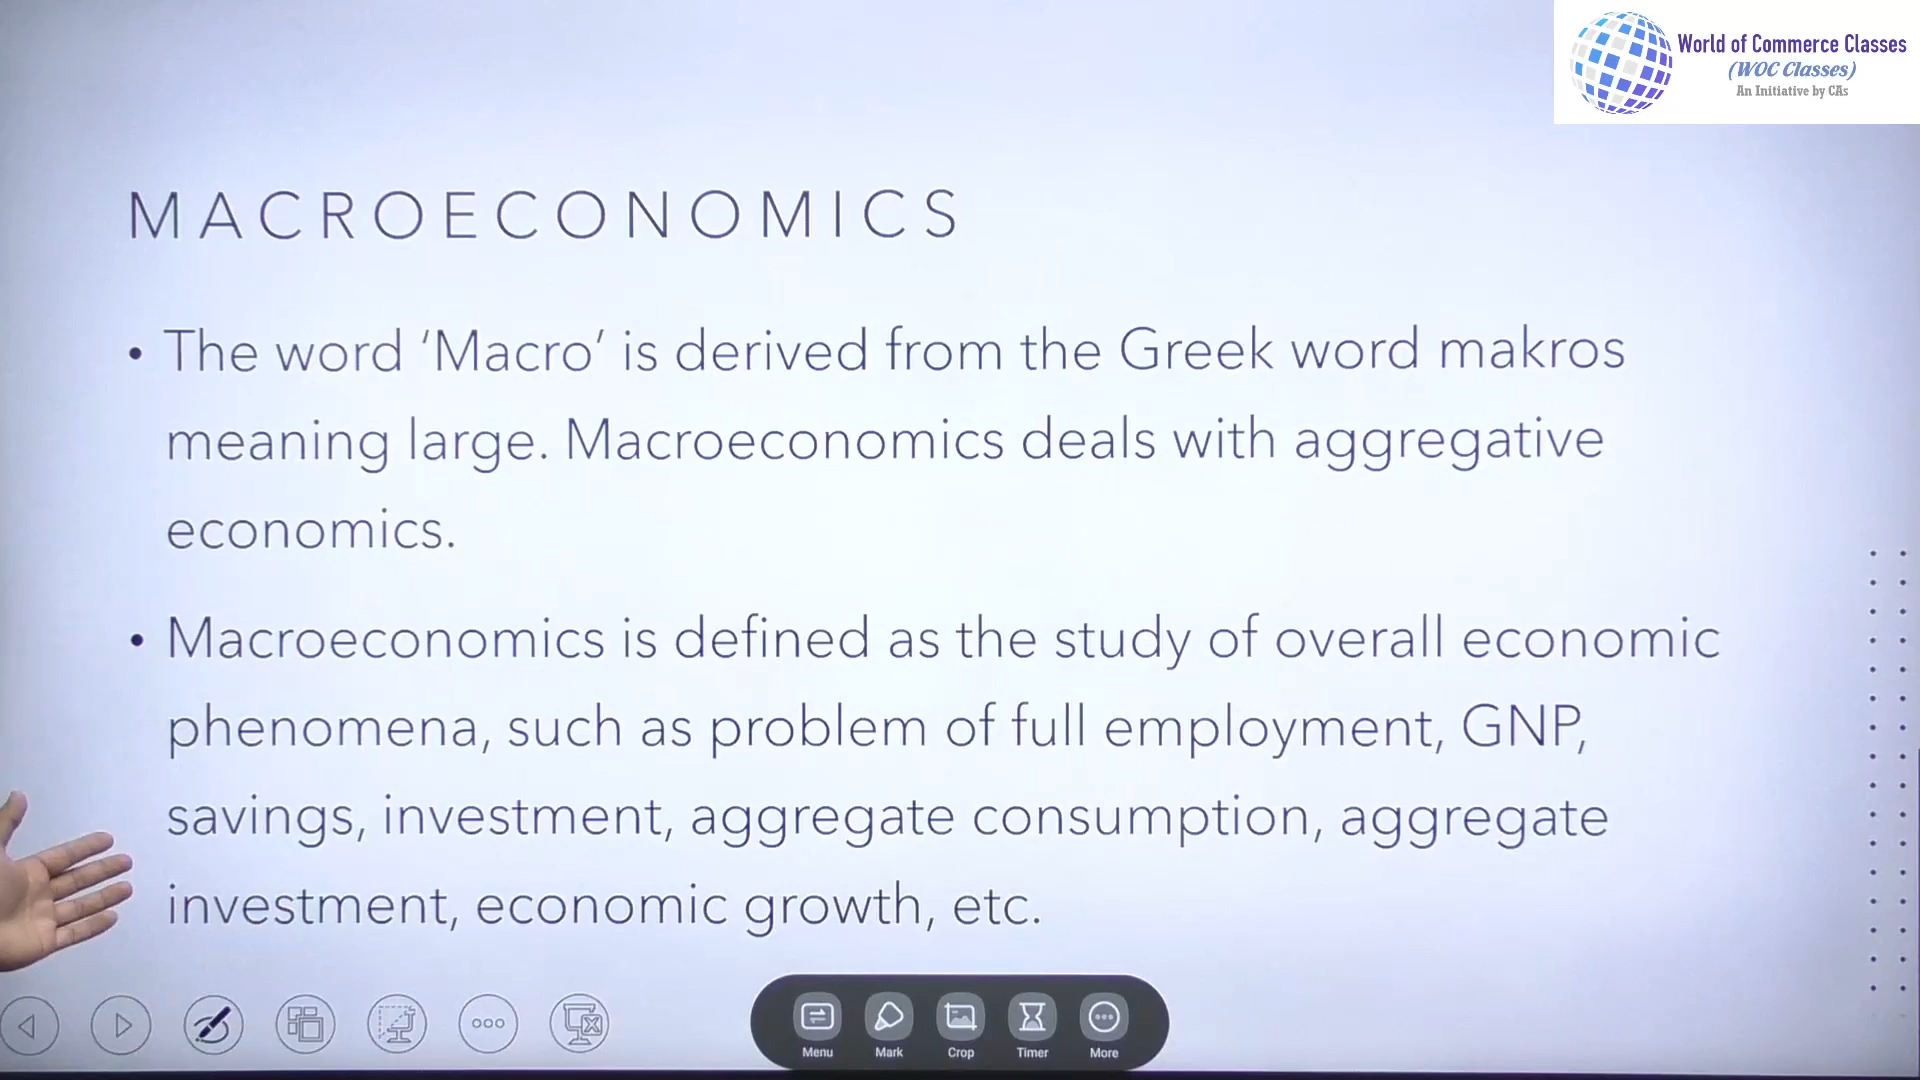 World of Commerce Classes
(WOC Classes)
An Initiative by CAs
MACROECONOMICS
• The word ‘Macro’ is derived from the Greek word makros
meaning large. Macroeconomics deals with aggregative
economics.
• Macroeconomics is defined as the study of overall economic
phenomena, such as problem of full employment, GNP,
savings, investment, aggregate consumption, aggregate
investment, economic growth, etc.
Menu Mark Crop Timer More